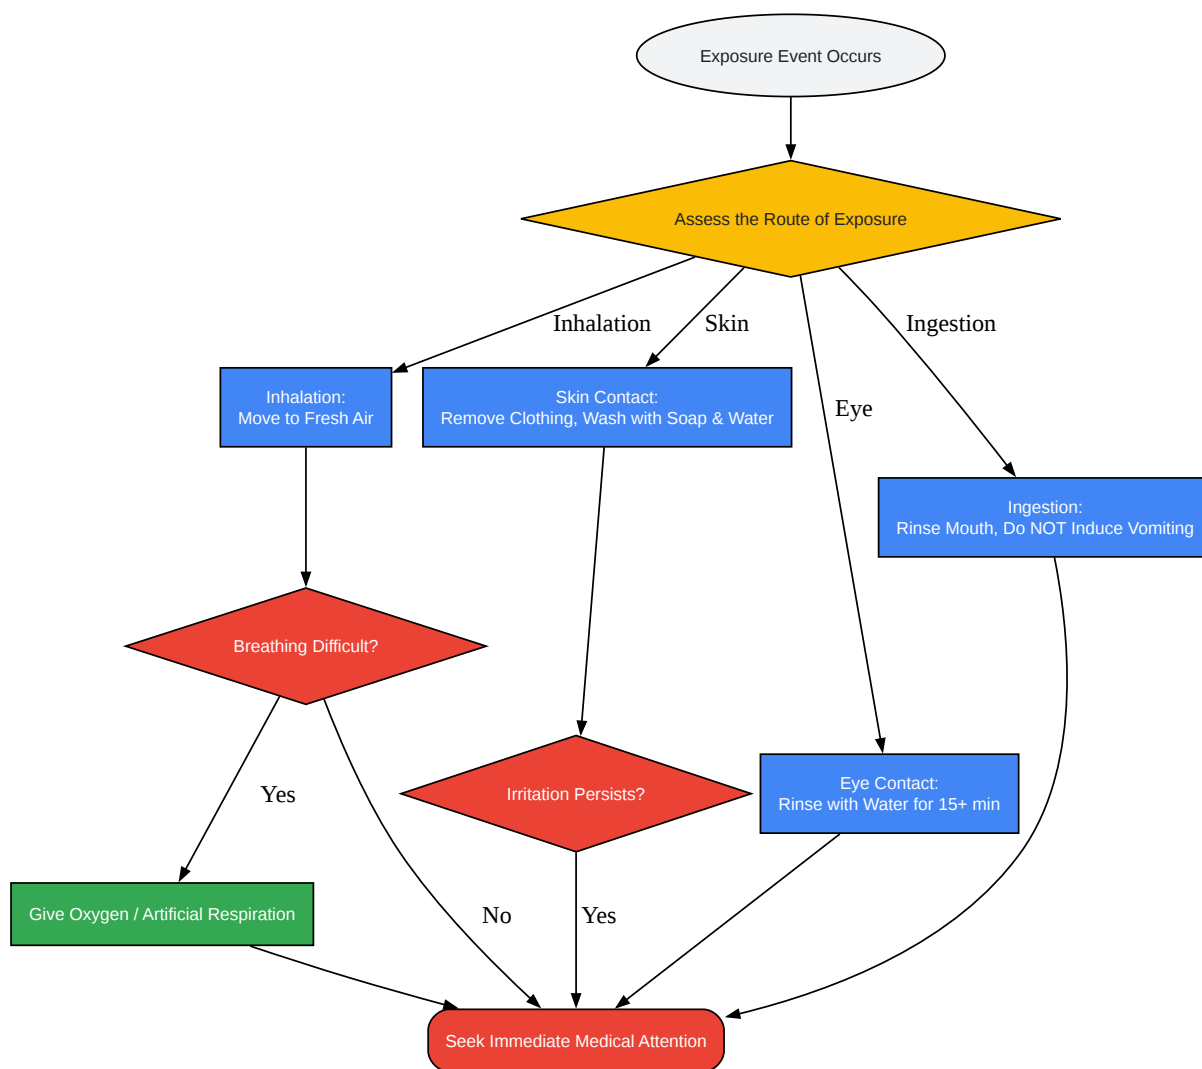 Exposure Event Occurs
Assess the Route of Exposure
Inhalation
Skin
Ingestion
Inhalation:
Move to Fresh Air
Skin Contact:
Remove Clothing, Wash with Soap & Water
Eye
Ingestion:
Rinse Mouth, Do NOT Induce Vomiting
Breathing Difficult?
Irritation Persists?
Eye Contact:
Rinse with Water for 15+ min
Yes
Give Oxygen / Artificial Respiration
No
Yes
Seek Immediate Medical Attention